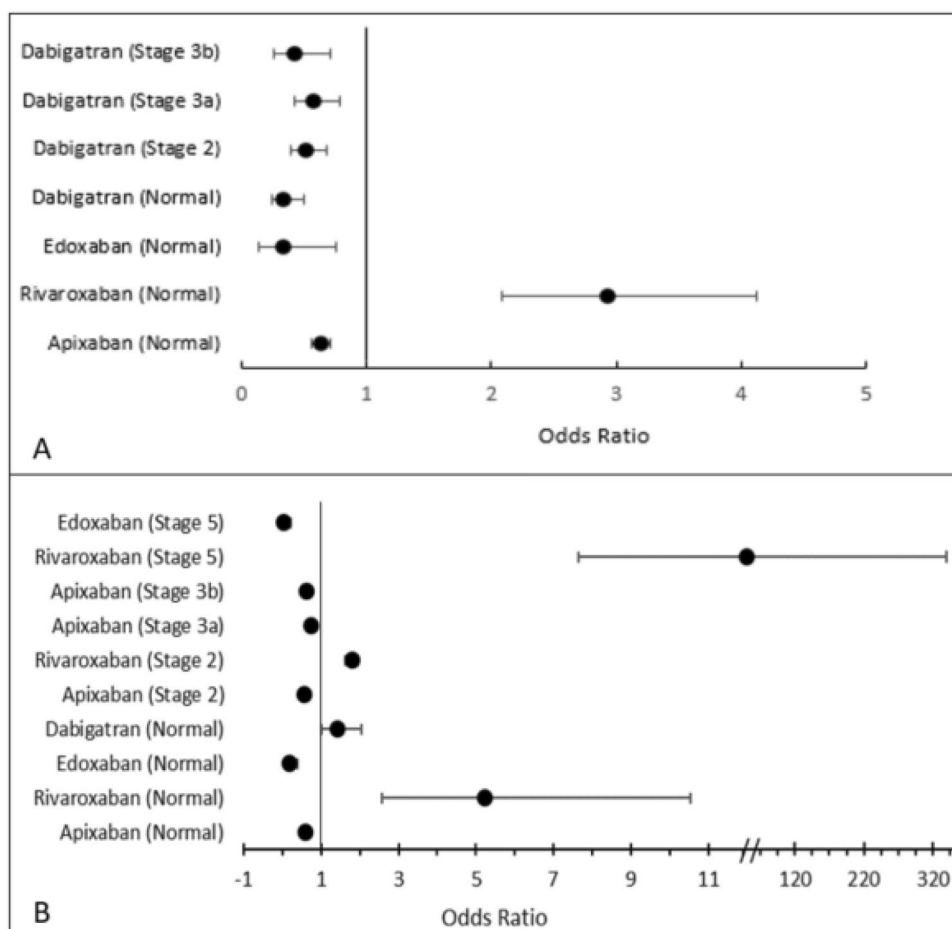 Dabigatran (Stage 3b)
Dabigatran (Stage 3a)
Dabigatran (Stage 2)
Dabigatran (Normal)
Edoxaban (Normal)
Rivaroxaban (Normal)
Apixaban (Normal)
0 1 2 3 4 5
Odds Ratio
A
Edoxaban (Stage 5)
Rivaroxaban (Stage 5)
Apixaban (Stage 3b)
Apixaban (Stage 3a)
Rivaroxaban (Stage 2)
Apixaban (Stage 2)
Dabigatran (Normal)
Edoxaban (Normal)
Rivaroxaban (Normal)
Apixaban (Normal)
-1 1 3 5 7 9 11 120 220 320
Odds Ratio
B